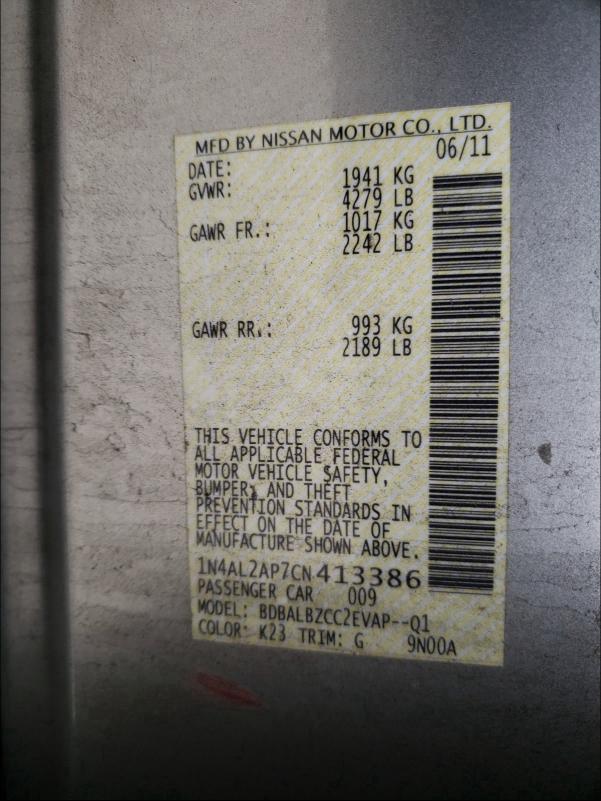 MFD BY NISSAN MOTOR CO., LTD.
DATE: 06/11
GVWR: 1941 KG
4279 LB
GAWR FR.: 1017 KG
2242 LB
GAWR RR.: 993 KG
2189 LB
THIS VEHICLE CONFORMS TO
ALL APPLICABLE FEDERAL
MOTOR VEHICLE SAFETY,
BUMPER, AND THEFT
PREVENTION STANDARDS IN
EFFECT ON THE DATE OF
MANUFACTURE SHOWN ABOVE.
1N4AL2AP7CN413386
PASSENGER CAR 009
MODEL: BDBALBZCC2EVAP--Q1
COLOR: K23 TRIM: G 9N00A